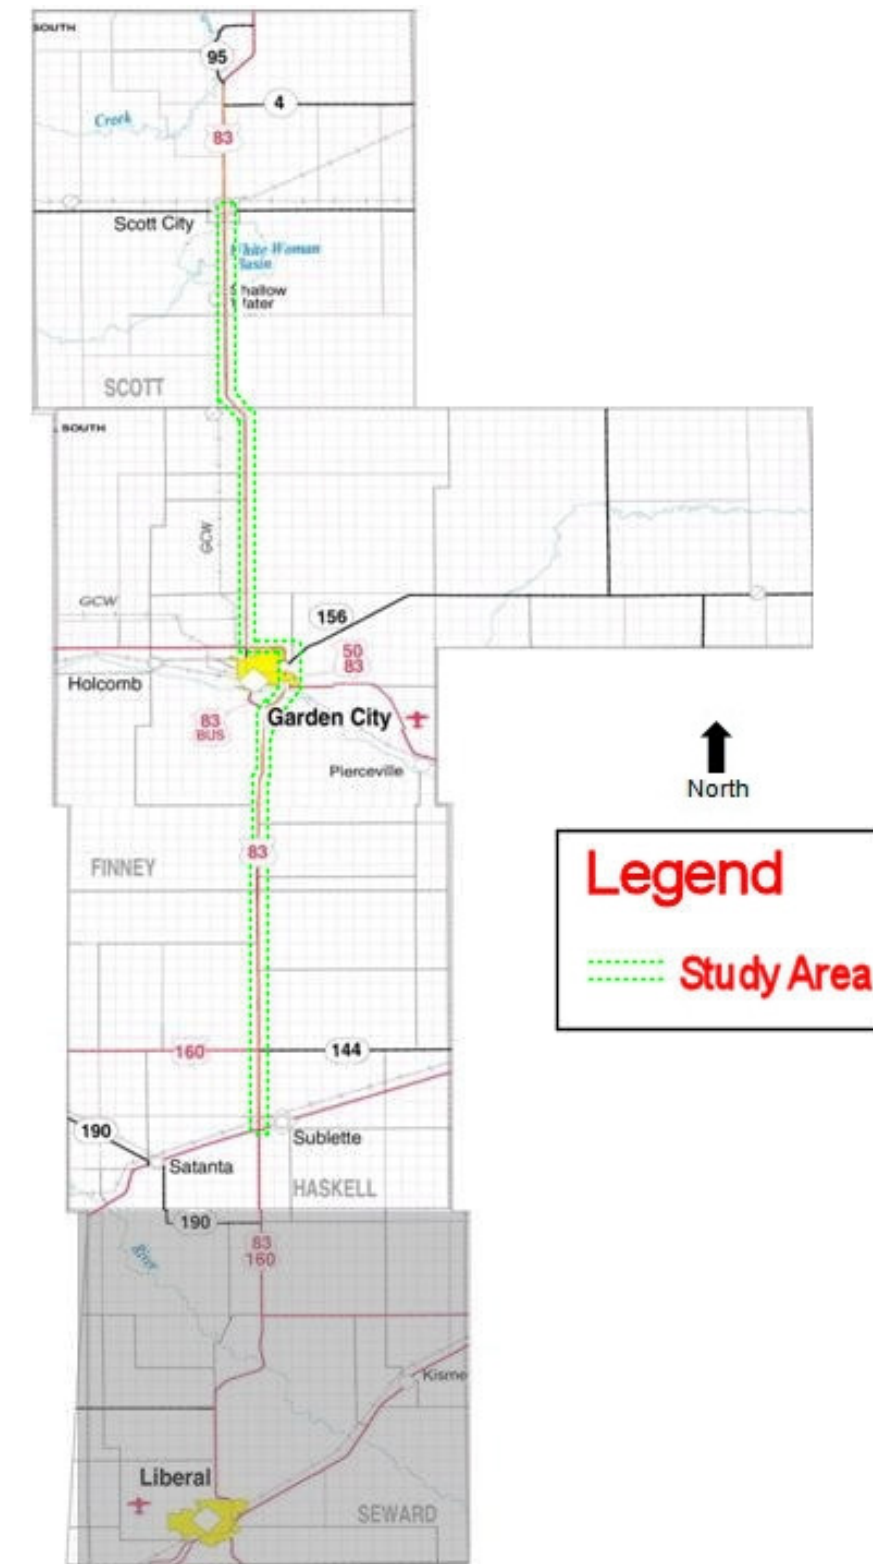 SOUTH
95
4
Creek
83
Scott City
White Woman
Basin
Shallow
Water
SCOTT
SOUTH
GCW
GCW
156
50
83
Holcomb
83
BUS
Garden City
Pierceville
North
Legend
Study Area
83
FINNEY
160
144
190
Sublette
Satanta
HASKELL
190
83
160
River
Kisme
Liberal
SEWARD